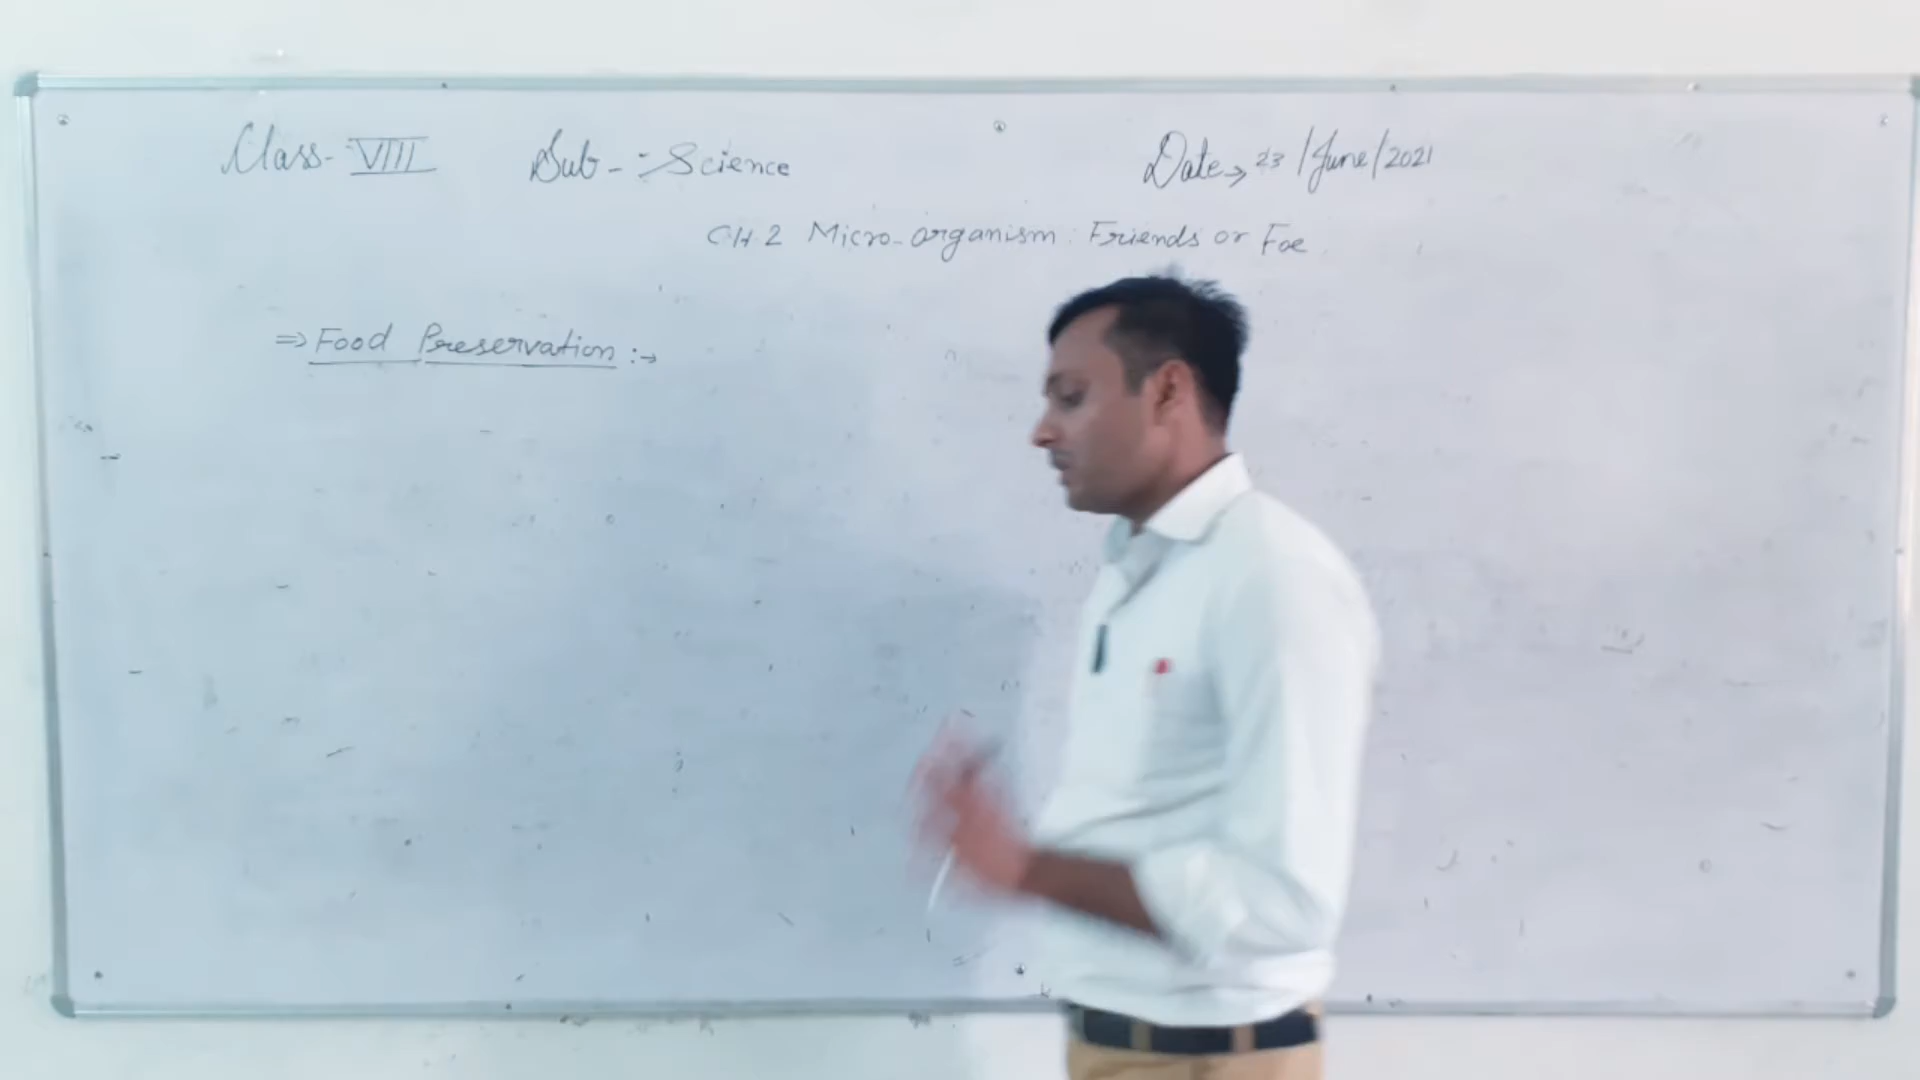 Class- VIII Sub-:- Science Date→ 23/June/2021
CH.2 Micro-organism: Friends or Foe
⇒ Food Preservation :→